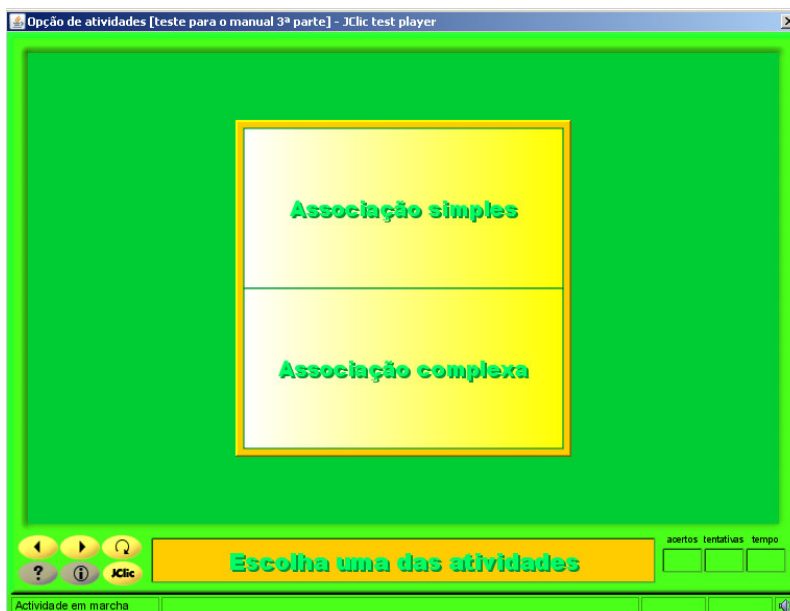 Opção de atividades [teste para o manual 3ª parte] - JClic test player
Associação simples
Associação complexa
Escolha uma das atividades
acertos tentativas tempo
? i JClic
Actividade em marcha